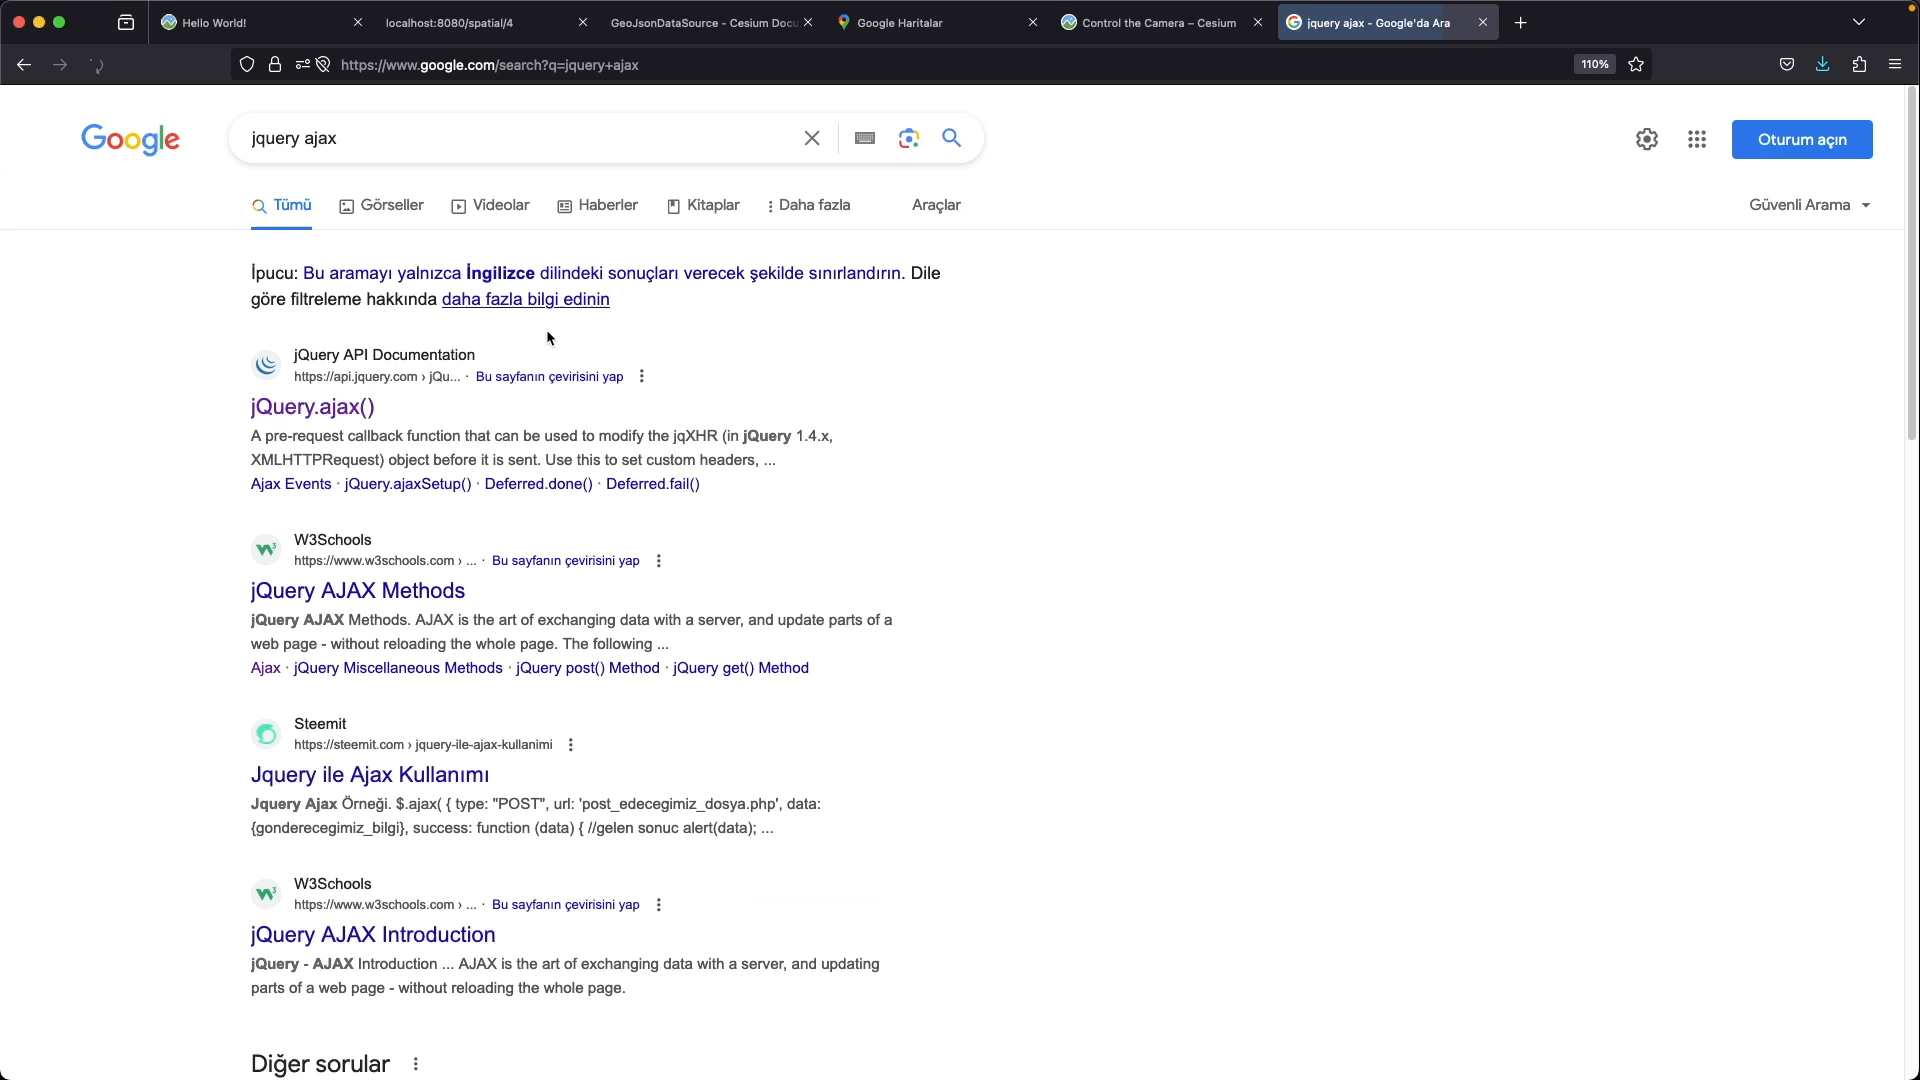 Hello World!
localhost:8080/spatial/4
GeoJsonDataSource - Cesium Docu
Google Haritalar
Control the Camera – Cesium
jquery ajax - Google'da Ara
https://www.google.com/search?q=jquery+ajax
110%
Google
jquery ajax
Oturum açın
Tümü
Görseller
Videolar
Haberler
Kitaplar
Daha fazla
Araçlar
Güvenli Arama
İpucu: Bu aramayı yalnızca İngilizce dilindeki sonuçları verecek şekilde sınırlandırın. Dile
göre filtreleme hakkında daha fazla bilgi edinin
jQuery API Documentation
https://api.jquery.com › jQu... · Bu sayfanın çevirisini yap
jQuery.ajax()
A pre-request callback function that can be used to modify the jqXHR (in jQuery 1.4.x,
XMLHTTPRequest) object before it is sent. Use this to set custom headers, ...
Ajax Events · jQuery.ajaxSetup() · Deferred.done() · Deferred.fail()
W3Schools
https://www.w3schools.com › ... · Bu sayfanın çevirisini yap
jQuery AJAX Methods
jQuery AJAX Methods. AJAX is the art of exchanging data with a server, and update parts of a
web page - without reloading the whole page. The following ...
Ajax · jQuery Miscellaneous Methods · jQuery post() Method · jQuery get() Method
Steemit
https://steemit.com › jquery-ile-ajax-kullanimi
Jquery ile Ajax Kullanımı
Jquery Ajax Örneği. $.ajax( { type: "POST", url: 'post_edecegimiz_dosya.php', data:
{gonderecegimiz_bilgi}, success: function (data) { //gelen sonuc alert(data); ...
W3Schools
https://www.w3schools.com › ... · Bu sayfanın çevirisini yap
jQuery AJAX Introduction
jQuery - AJAX Introduction ... AJAX is the art of exchanging data with a server, and updating
parts of a web page - without reloading the whole page.
Diğer sorular